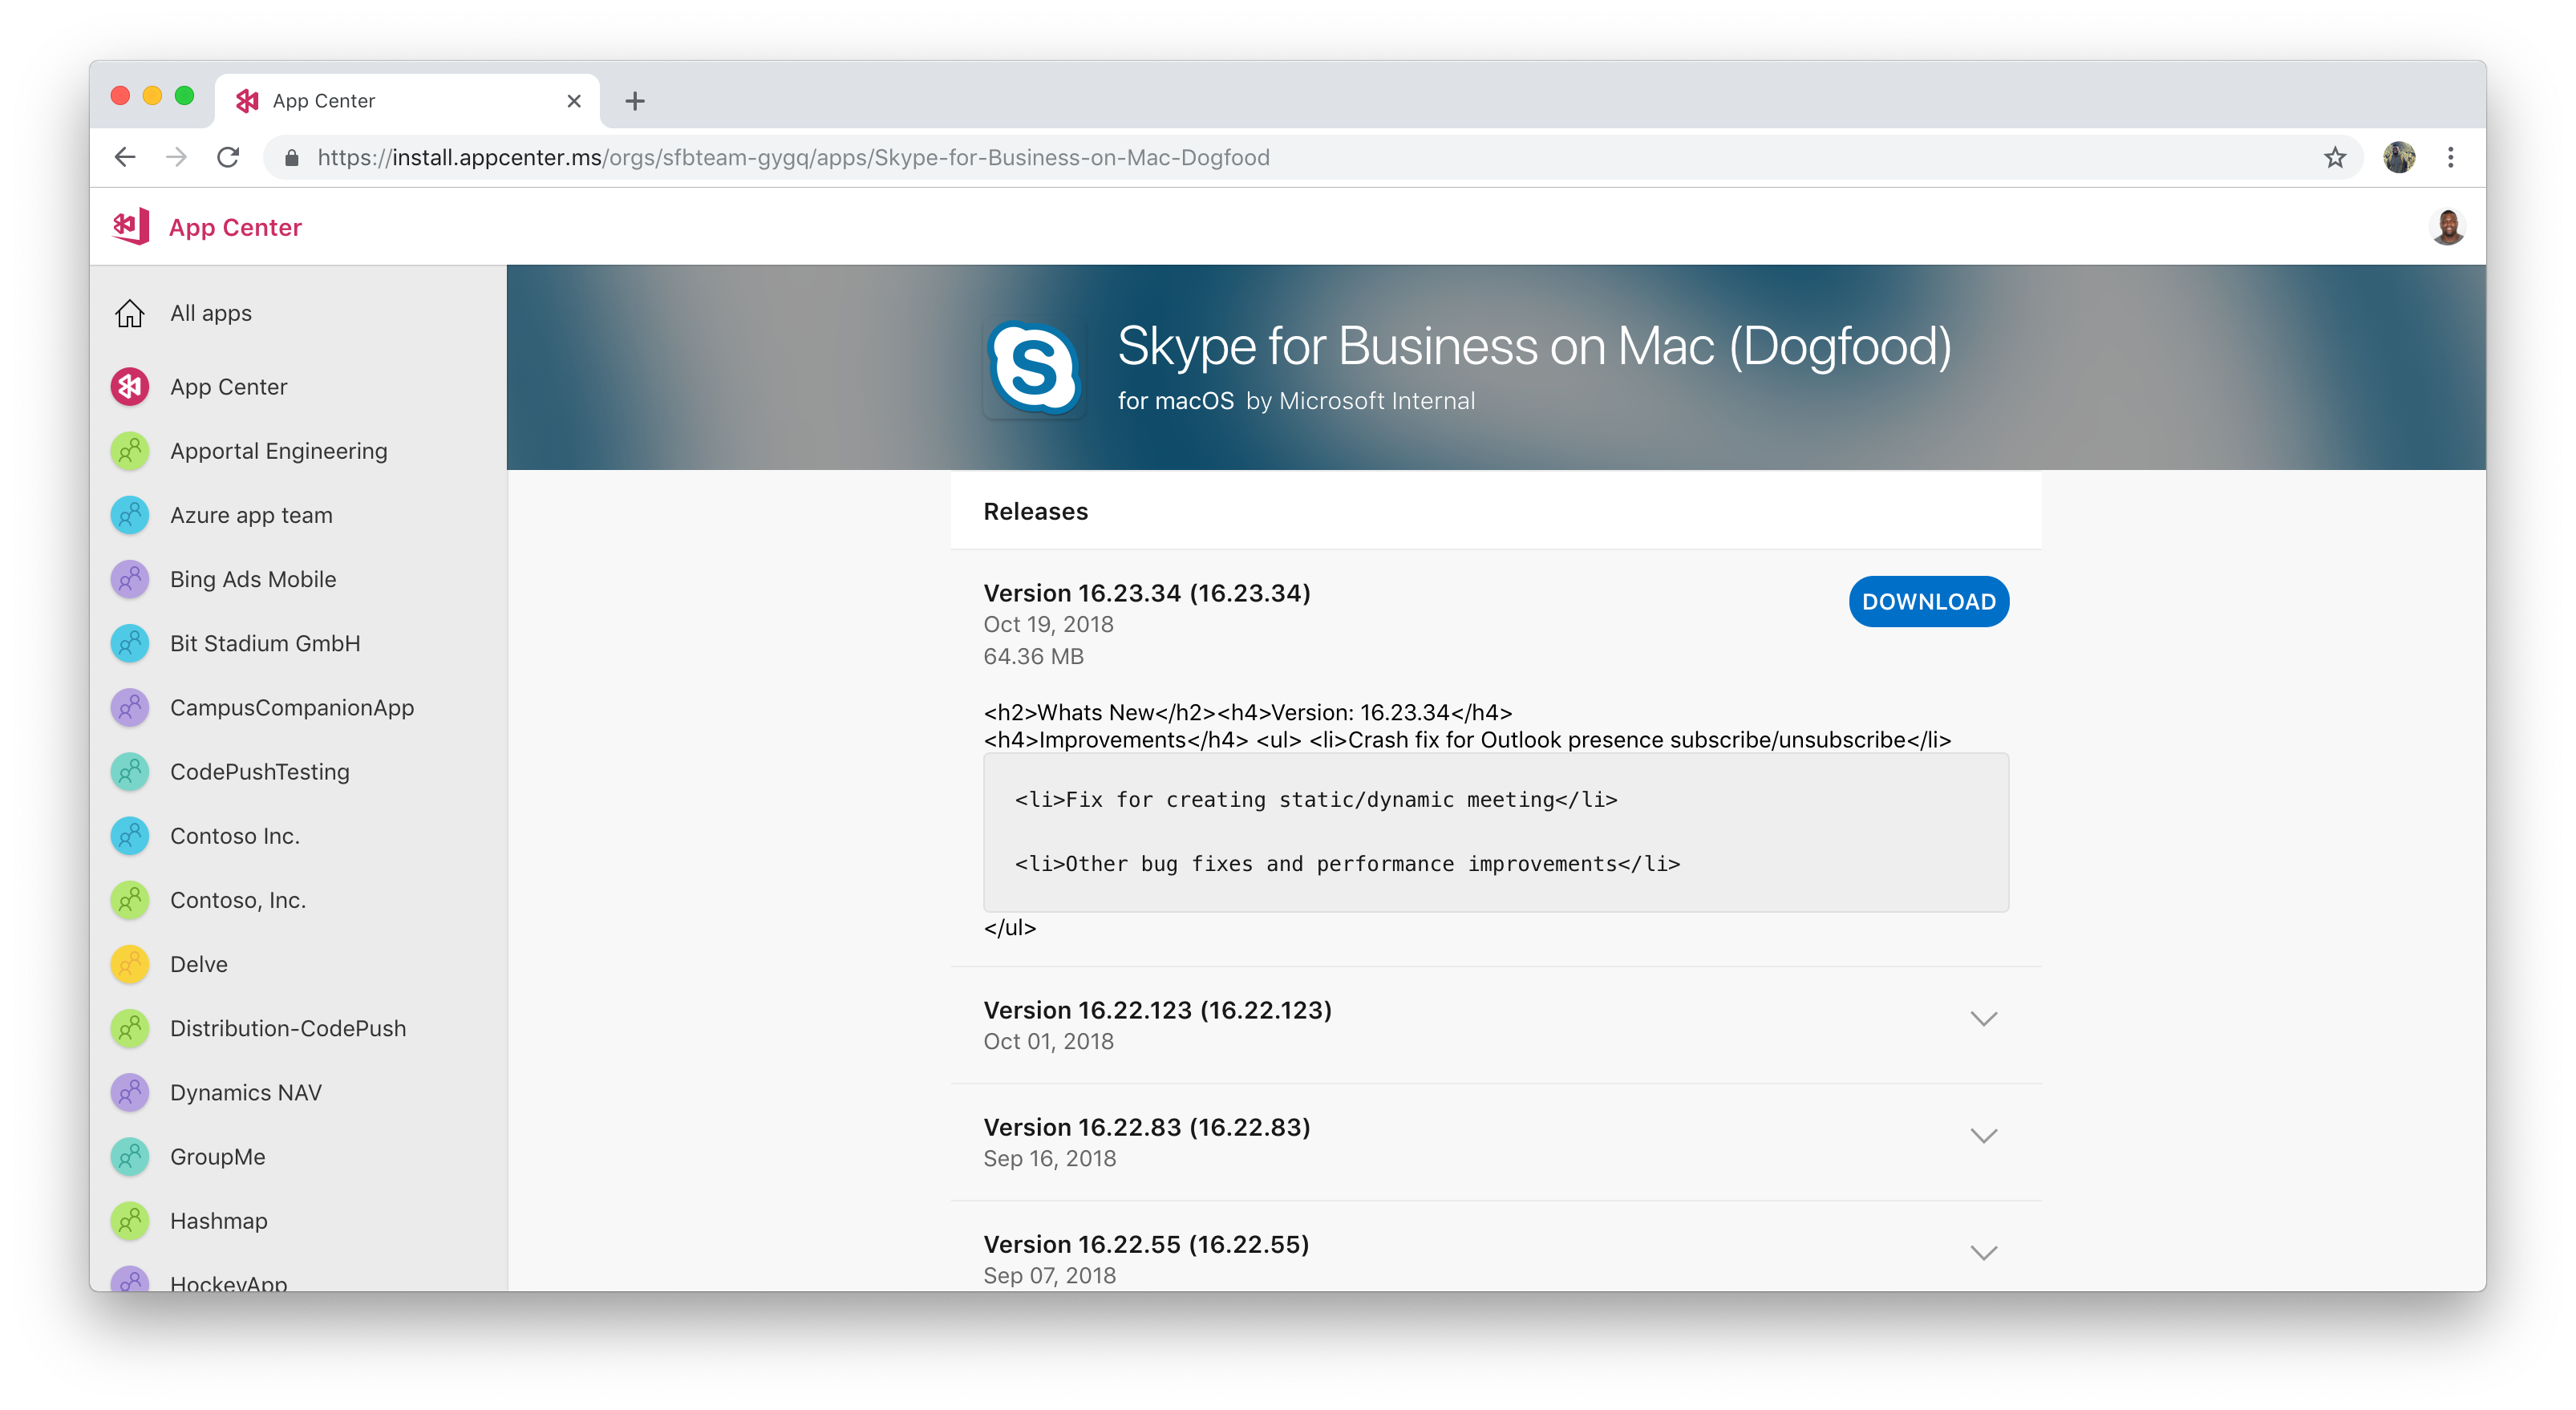 App Center
https://install.appcenter.ms/orgs/sfbteam-gygq/apps/Skype-for-Business-on-Mac-Dogfood
App Center
All apps
App Center
Apportal Engineering
Azure app team
Bing Ads Mobile
Bit Stadium GmbH
CampusCompanionApp
CodePushTesting
Contoso Inc.
Contoso, Inc.
Delve
Distribution-CodePush
Dynamics NAV
GroupMe
Hashmap
HockeyApp
S
Skype for Business on Mac (Dogfood)
for macOS by Microsoft Internal
Releases
Version 16.23.34 (16.23.34)
DOWNLOAD
Oct 19, 2018
64.36 MB
<h2>Whats New</h2><h4>Version: 16.23.34</h4>
<h4>Improvements</h4> <ul> <li>Crash fix for Outlook presence subscribe/unsubscribe</li>
<li>Fix for creating static/dynamic meeting</li>
<li>Other bug fixes and performance improvements</li>
</ul>
Version 16.22.123 (16.22.123)
Oct 01, 2018
Version 16.22.83 (16.22.83)
Sep 16, 2018
Version 16.22.55 (16.22.55)
Sep 07, 2018